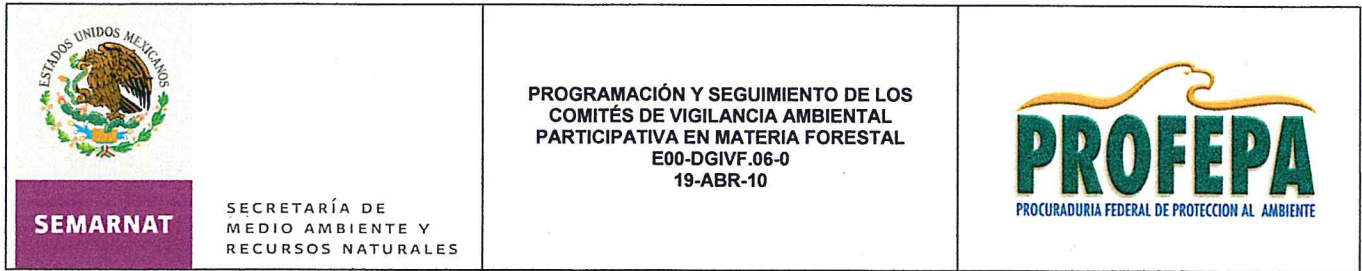 ESTADOS UNIDOS MEXICANOS
SEMARNAT
SECRETARÍA DE
MEDIO AMBIENTE Y
RECURSOS NATURALES
PROGRAMACIÓN Y SEGUIMIENTO DE LOS
COMITÉS DE VIGILANCIA AMBIENTAL
PARTICIPATIVA EN MATERIA FORESTAL
E00-DGIVF.06-0
19-ABR-10
PROFEPA
PROCURADURIA FEDERAL DE PROTECCION AL AMBIENTE